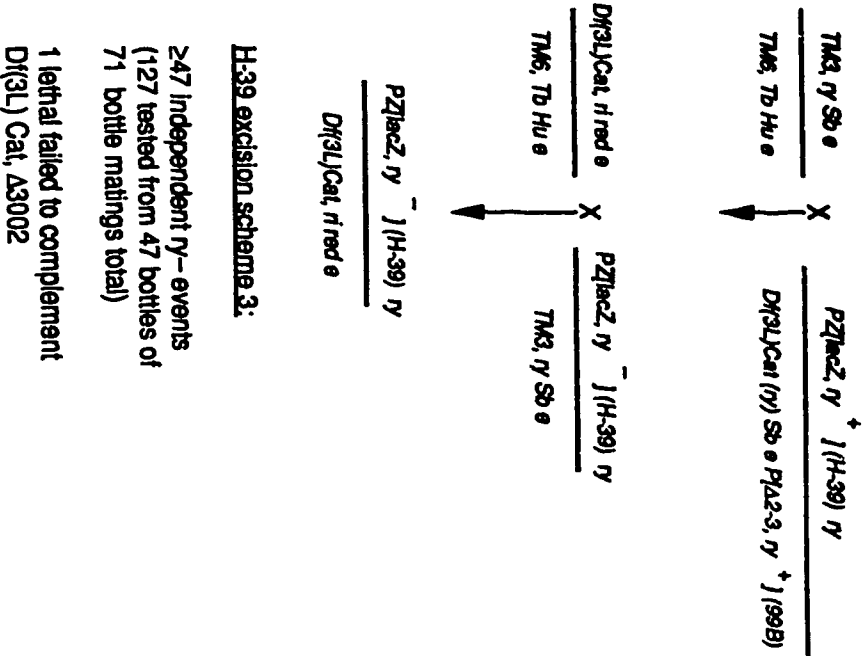 TM3, ry Sb e X PZ[lacZ, ry + ] (H-39) ry
TM6, Tb Hu e Df(3L)Cat (ry) Sb e P[Δ2-3, ry + ] (99B)
Df(3L)Cat, ri red e X PZ[lacZ, ry − ] (H-39) ry
TM6, Tb Hu e TM3, ry Sb e
PZ[lacZ, ry − ] (H-39) ry
Df(3L)Cat, ri red e
H-39 excision scheme 3:
≥47 independent ry− events
(127 tested from 47 bottles of
71 bottle matings total)
1 lethal failed to complement
Df(3L) Cat, Δ3002